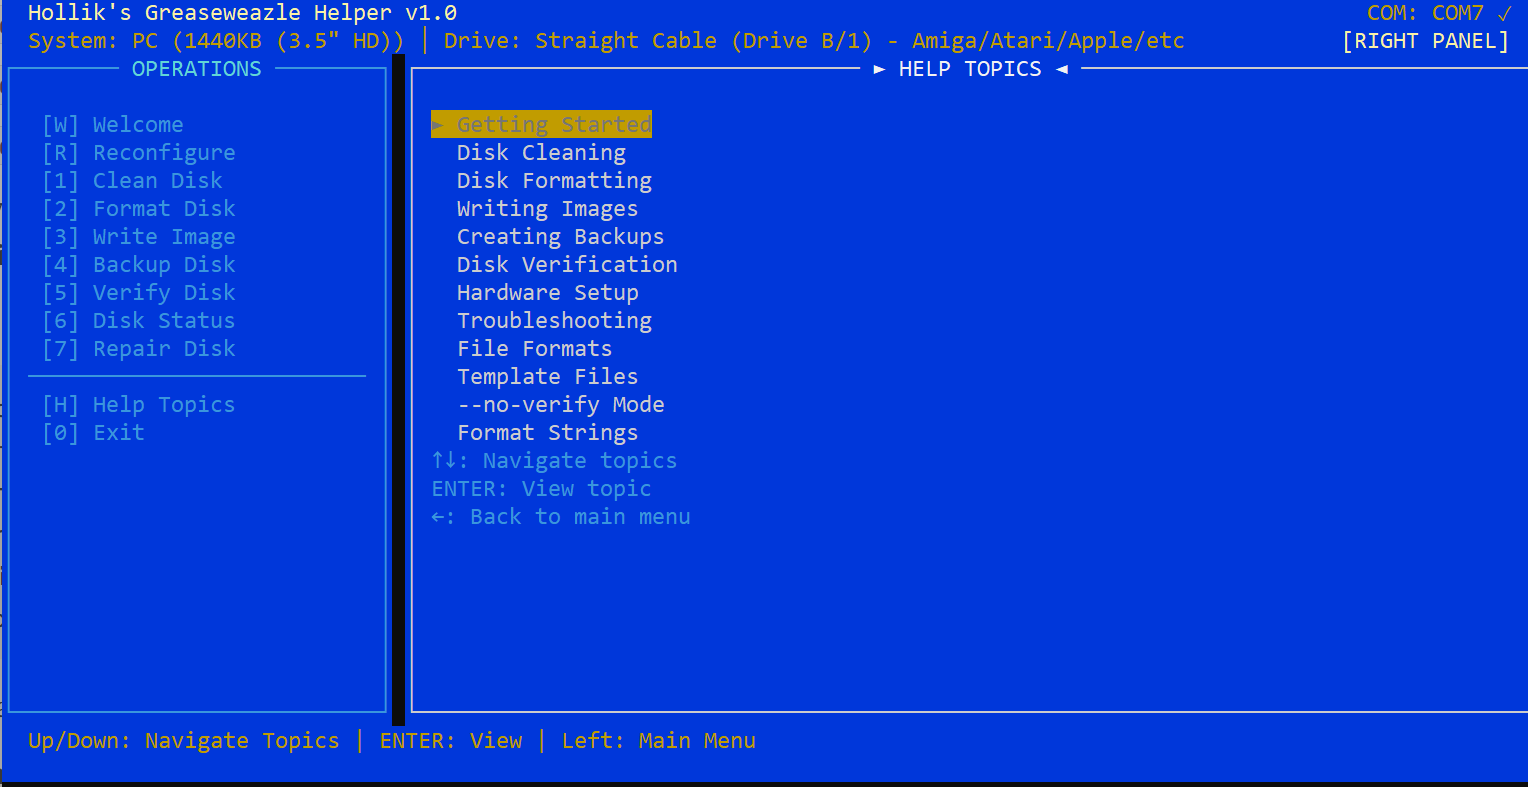 Hollik's Greaseweazle Helper v1.0
COM: COM7 ✓
System: PC (1440KB (3.5" HD)) │ Drive: Straight Cable (Drive B/1) - Amiga/Atari/Apple/etc
[RIGHT PANEL]
OPERATIONS
[W] Welcome
[R] Reconfigure
[1] Clean Disk
[2] Format Disk
[3] Write Image
[4] Backup Disk
[5] Verify Disk
[6] Disk Status
[7] Repair Disk
[H] Help Topics
[0] Exit
► HELP TOPICS ◄
► Getting Started
Disk Cleaning
Disk Formatting
Writing Images
Creating Backups
Disk Verification
Hardware Setup
Troubleshooting
File Formats
Template Files
--no-verify Mode
Format Strings
↑↓: Navigate topics
ENTER: View topic
←: Back to main menu
Up/Down: Navigate Topics │ ENTER: View │ Left: Main Menu